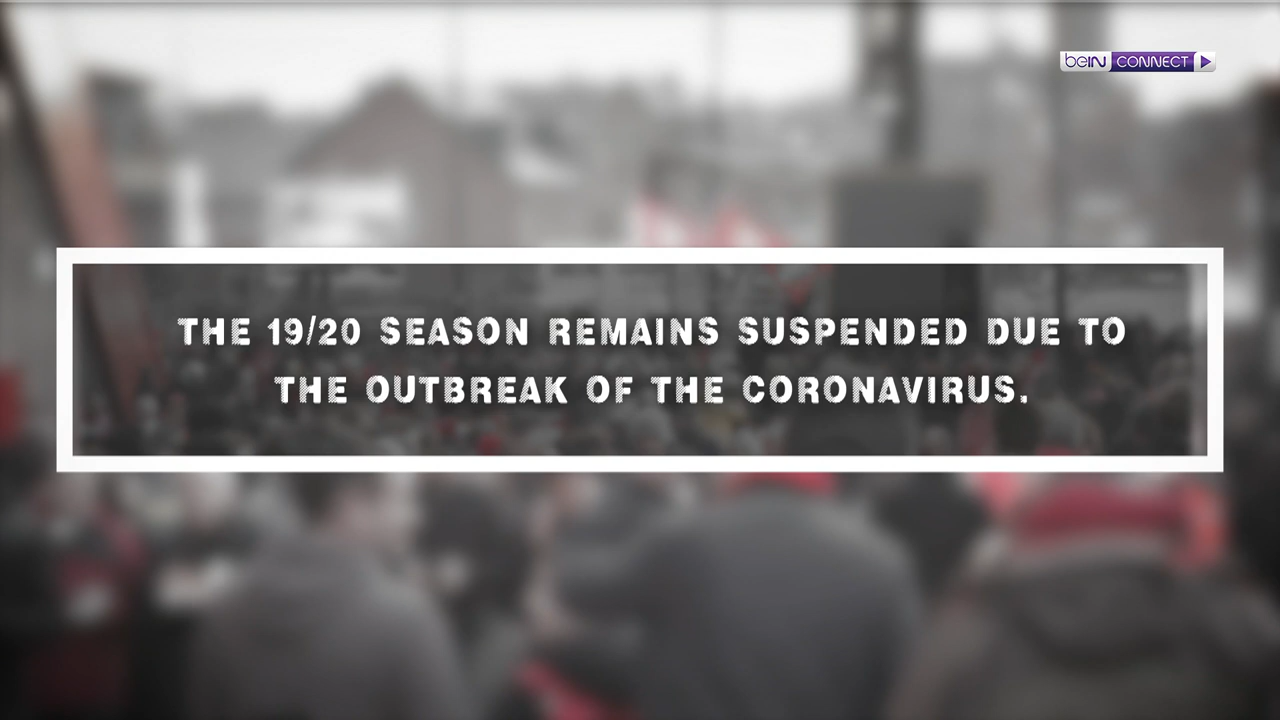 beIN CONNECT
THE 19/20 SEASON REMAINS SUSPENDED DUE TO
THE OUTBREAK OF THE CORONAVIRUS.